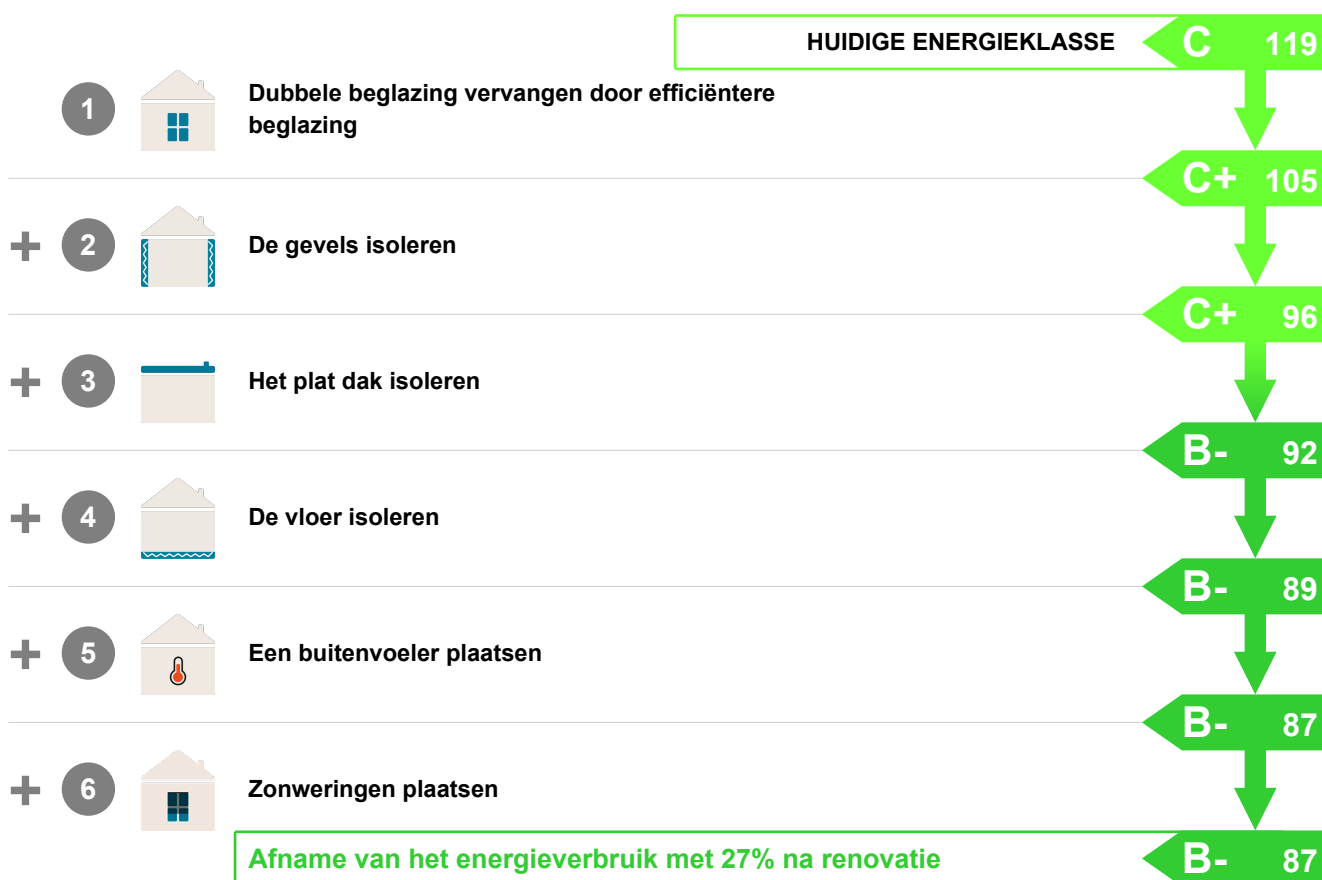 HUIDIGE ENERGIEKLASSE C 119
1 Dubbele beglazing vervangen door efficiëntere
beglazing
C+ 105
+ 2 De gevels isoleren
C+ 96
+ 3 Het plat dak isoleren
B- 92
+ 4 De vloer isoleren
B- 89
+ 5 Een buitenvoeler plaatsen
B- 87
+ 6 Zonweringen plaatsen
Afname van het energieverbruik met 27% na renovatie B- 87